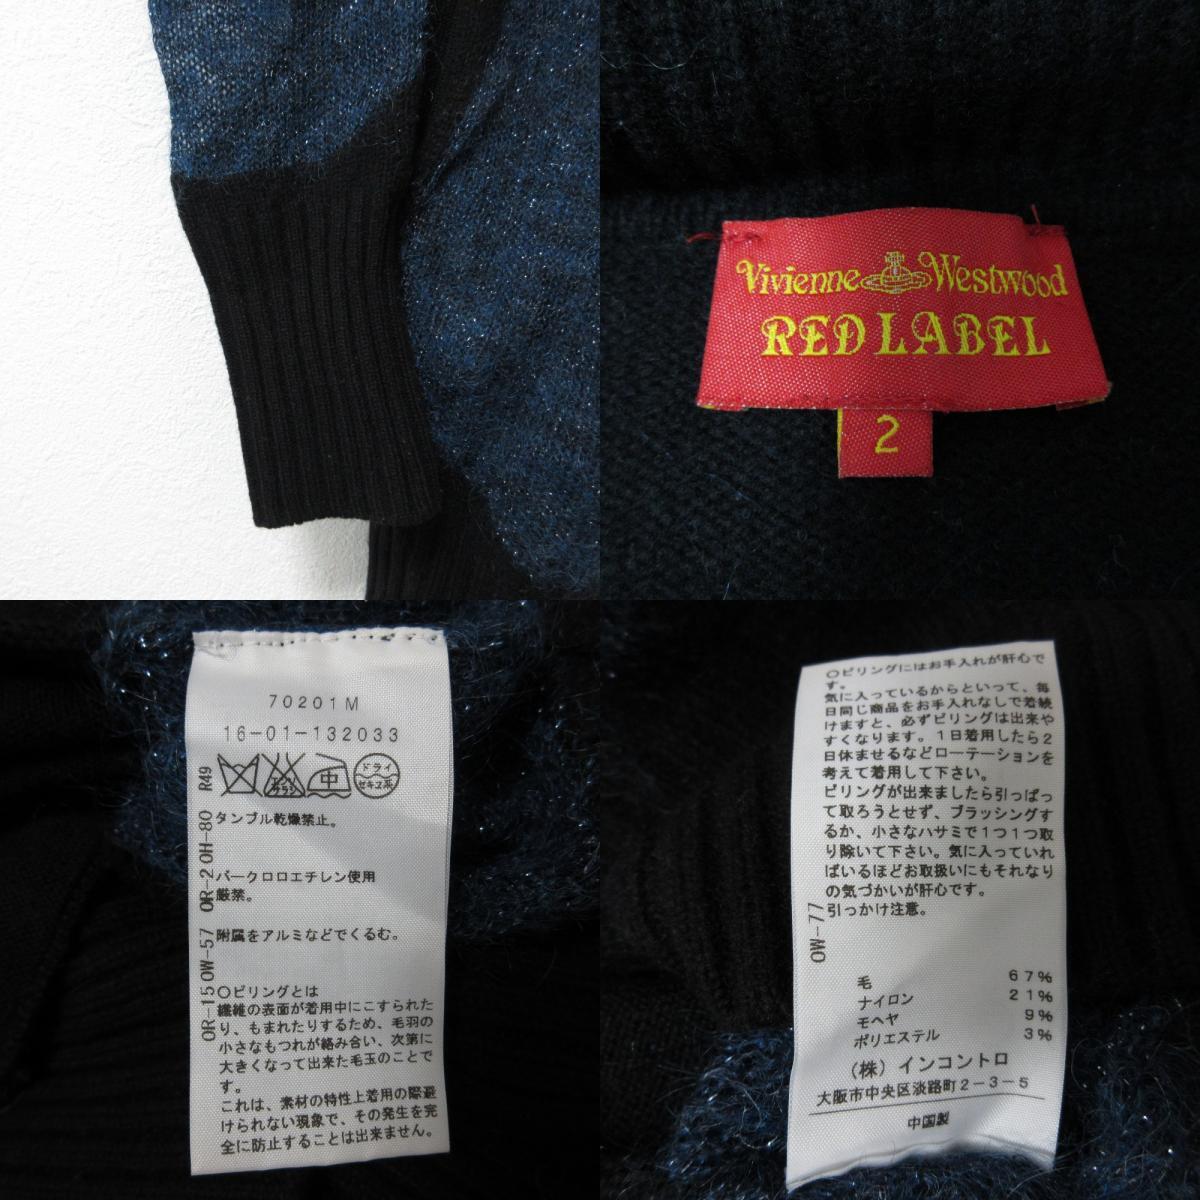 Vivienne Westwood
RED LABEL
2
70201M
16-01-132033
中
ドライ
セキユ系
タンブル乾燥禁止。
パークロロエチレン使用
厳禁。
附属をアルミなどでくるむ。
〇ピリングとは
繊維の表面が着用中にこすられた
り、もまれたりするため、毛羽の
小さなもつれが絡み合い、次第に
大きくなって出来た毛玉のことで
す。
これは、素材の特性上着用の際避
けられない現象で、その発生を完
全に防止することは出来ません。
OR-15 OW-57 OR-2 OH-80 R49
〇ピリングにはお手入れが肝心で
す。
気に入っているからといって、毎
日同じ商品をお手入れなしで着続
けますと、必ずピリングは出来や
すくなります。1日着用したら2
日休ませるなどローテーションを
考えて着用して下さい。
ピリングが出来ましたら引っぱっ
て取ろうとせず、ブラッシングす
るか、小さなハサミで1つ1つ取
り除いて下さい。気に入っていれ
ばいるほどお取扱いにもそれなり
の気づかいが肝心です。
引っかけ注意。
OW-77
毛 67%
ナイロン 21%
モヘヤ 9%
ポリエステル 3%
(株)インコントロ
大阪市中央区淡路町2-3-5
中国製